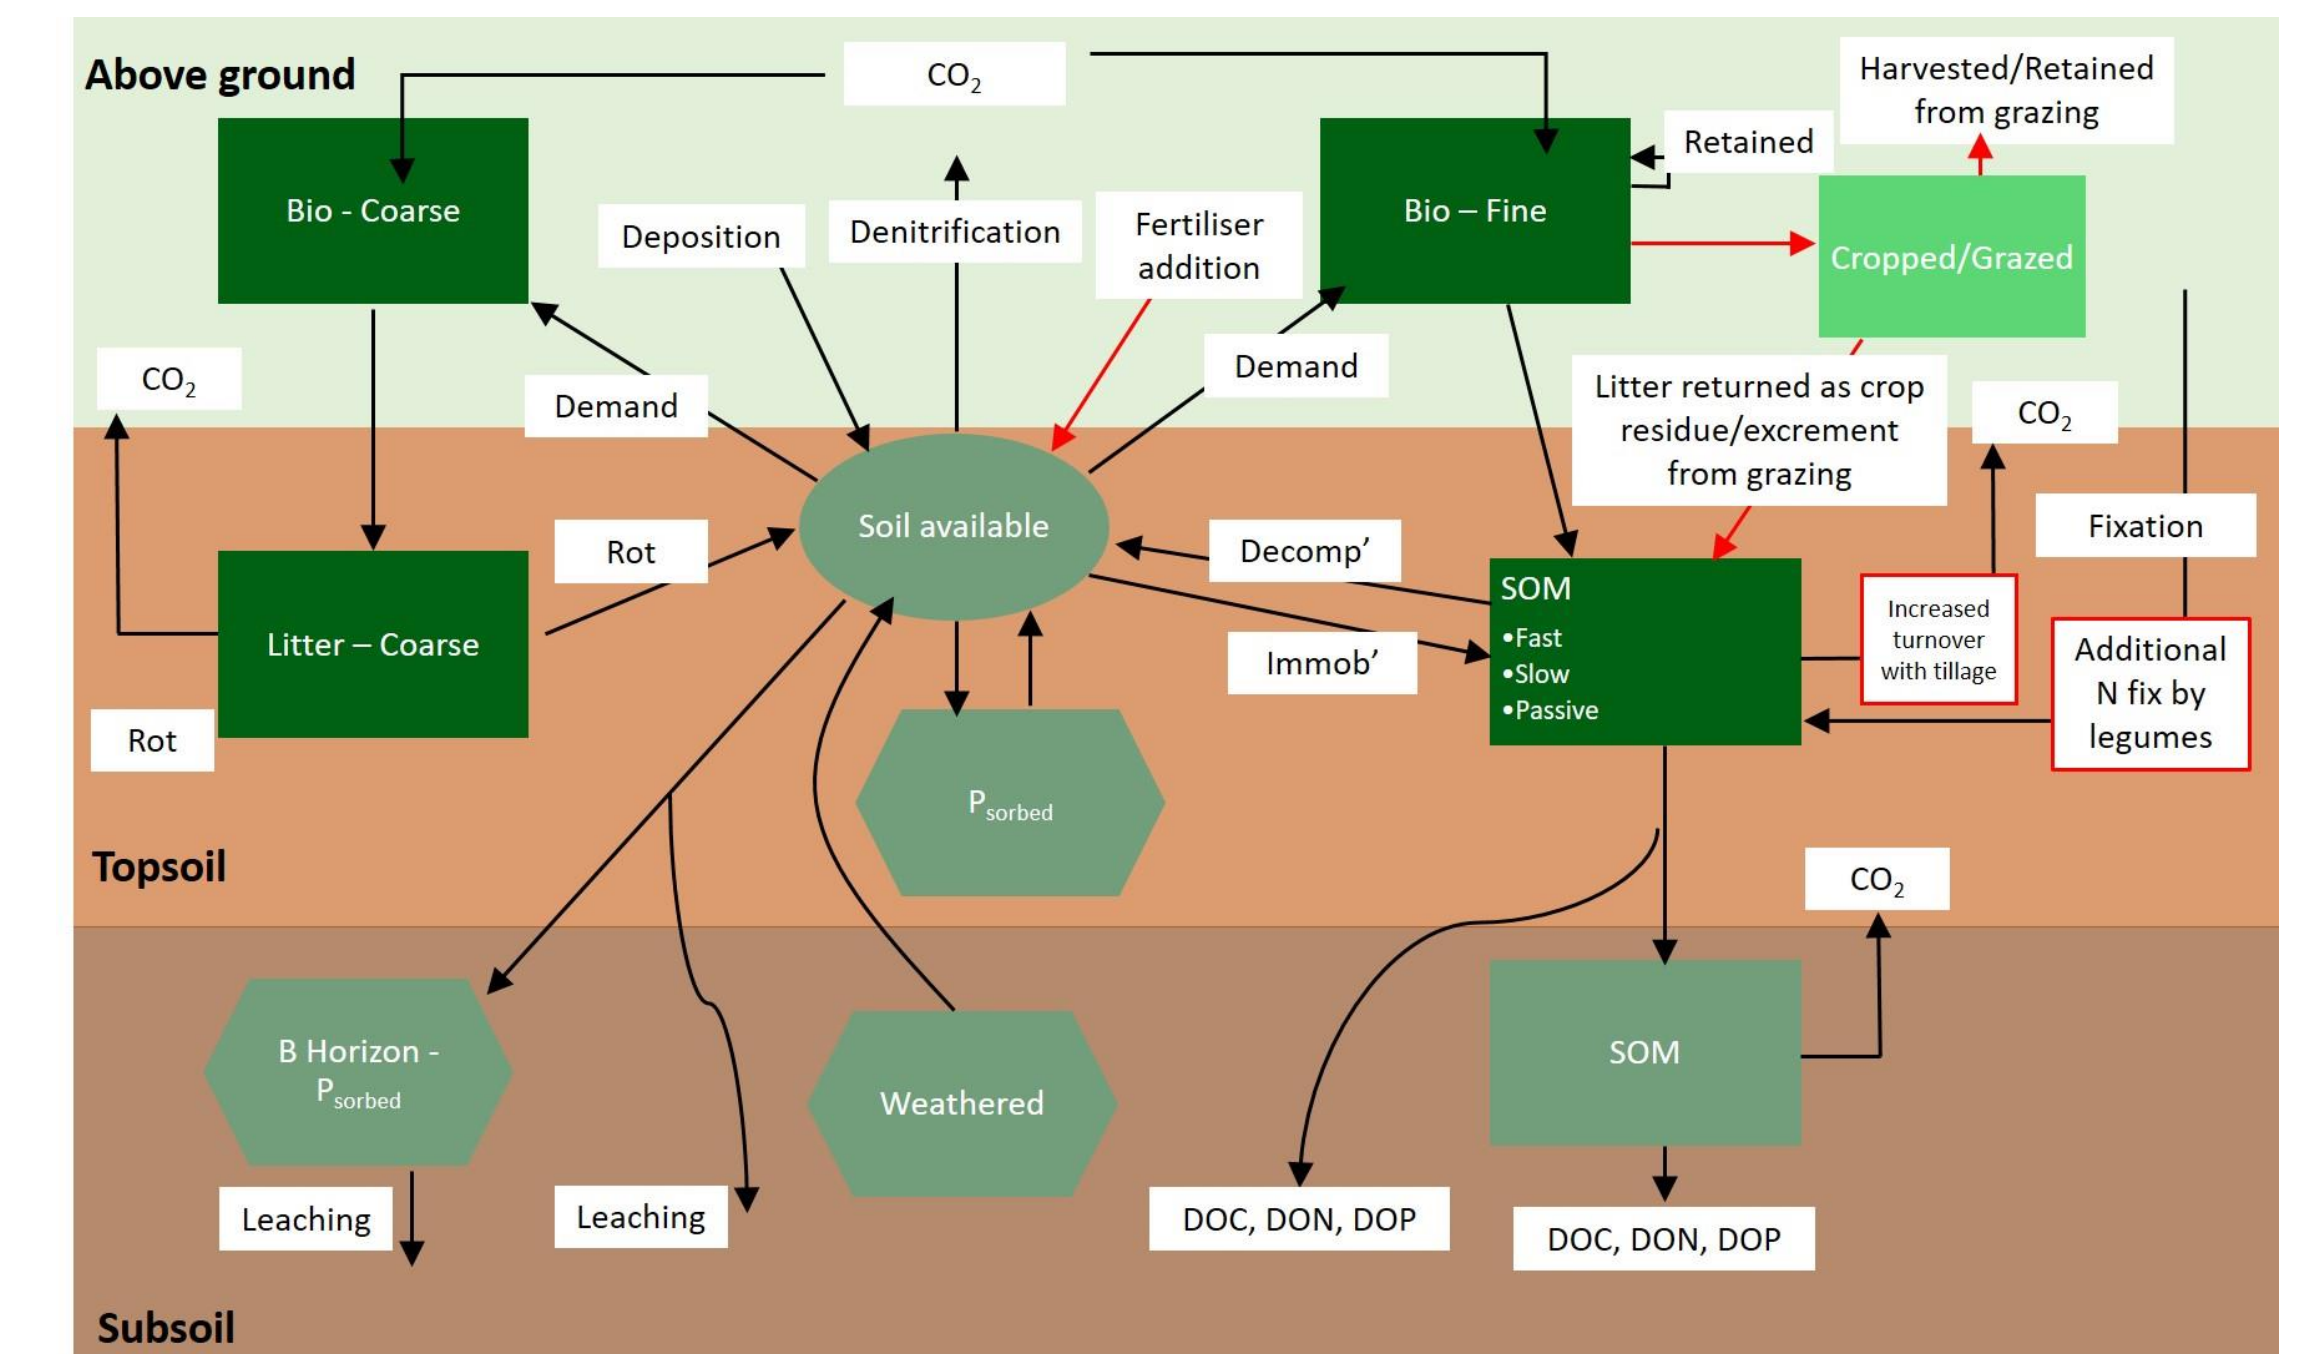 Above ground
CO₂
Harvested/Retained
from grazing
Retained
Bio - Coarse
Deposition
Denitrification
Fertiliser
addition
Bio – Fine
Cropped/Grazed
CO₂
Demand
Demand
Litter returned as crop
residue/excrement
from grazing
CO₂
Rot
Soil available
Decomp’
Fixation
Litter – Coarse
Immob’
SOM
•Fast
•Slow
•Passive
Increased
turnover
with tillage
Additional
N fix by
legumes
Rot
Psorbed
Topsoil
CO₂
B Horizon -
Psorbed
Weathered
SOM
Leaching
Leaching
DOC, DON, DOP
DOC, DON, DOP
Subsoil